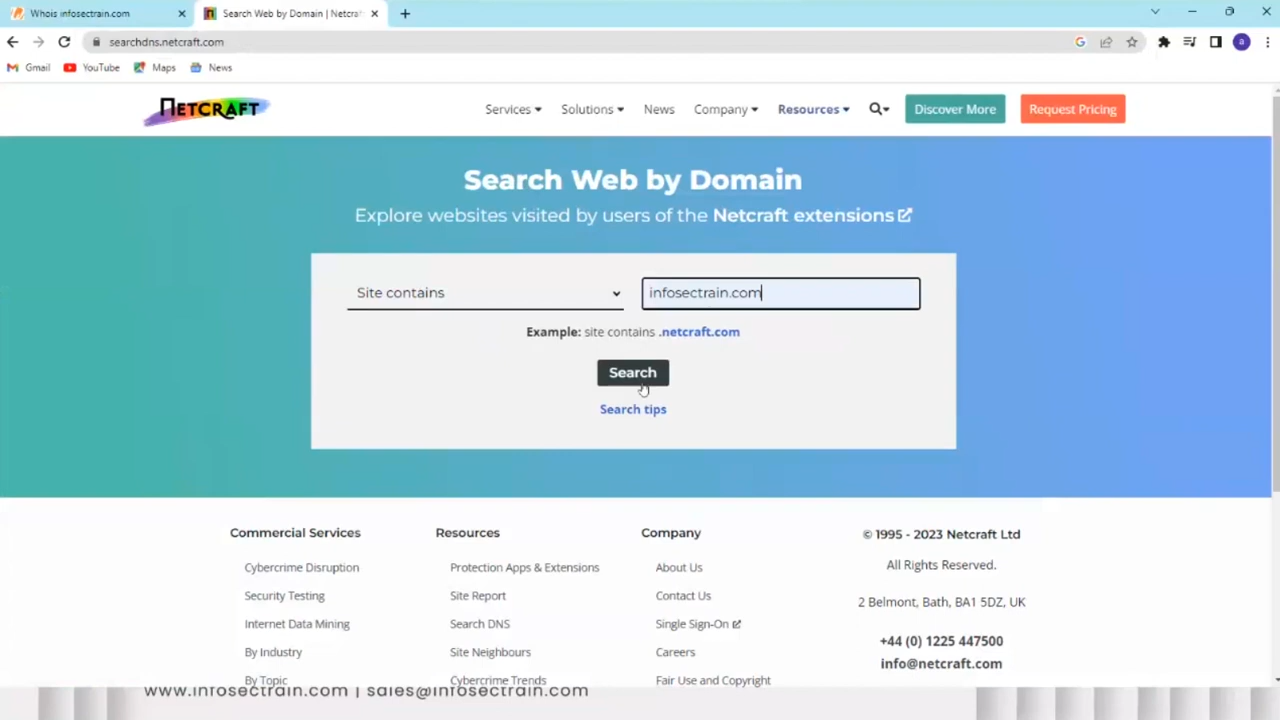 Whois infosectrain.com
Search Web by Domain | Netcraf
searchdns.netcraft.com
a
Gmail YouTube Maps News
NETCRAFT
Services Solutions News Company Resources Discover More Request Pricing
Search Web by Domain
Explore websites visited by users of the Netcraft extensions
Site contains
infosectrain.com
Example: site contains .netcraft.com
Search
Search tips
Commercial Services
Cybercrime Disruption
Security Testing
Internet Data Mining
By Industry
By Topic
Resources
Protection Apps & Extensions
Site Report
Search DNS
Site Neighbours
Cybercrime Trends
Company
About Us
Contact Us
Single Sign-On
Careers
Fair Use and Copyright
© 1995 - 2023 Netcraft Ltd
All Rights Reserved.
2 Belmont, Bath, BA1 5DZ, UK
+44 (0) 1225 447500
info@netcraft.com
www.infosectrain.com | sales@infosectrain.com